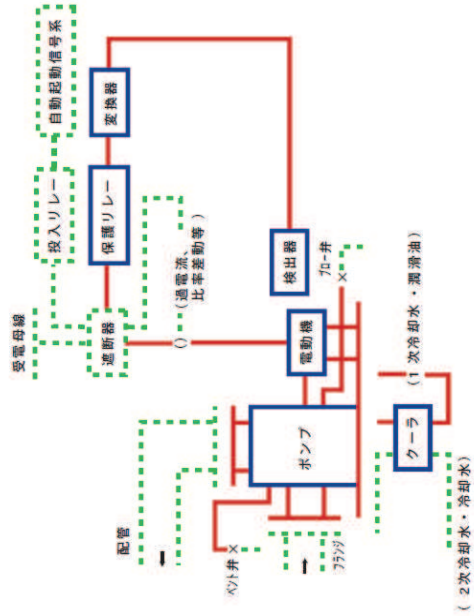 受電母線
投入リレー
自動起動信号系
遮断器
保護リレー
変換器
（過電流、
比率差動等）
配管
検出器
ブロー弁
電動機
ポンプ
ベント弁
フランジ
クーラ
（1次冷却水・潤滑油）
（2次冷却水・冷却水）